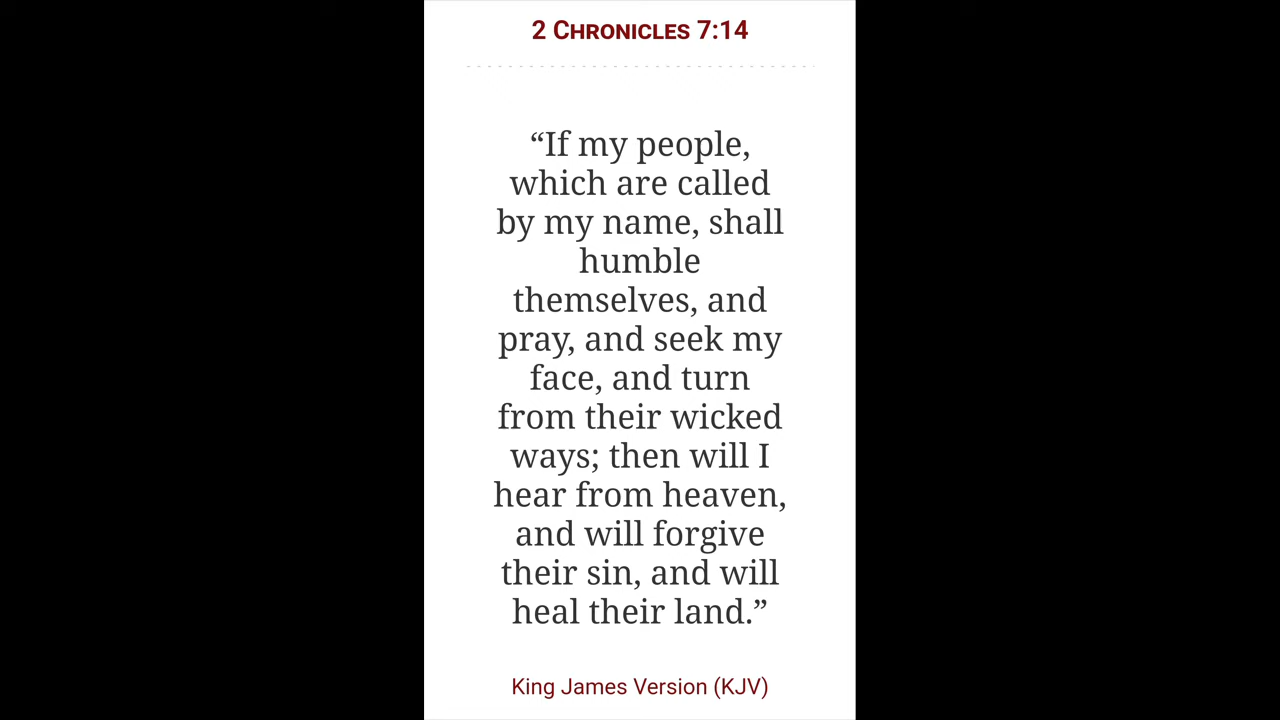 2 Chronicles 7:14
“If my people,
which are called
by my name, shall
humble
themselves, and
pray, and seek my
face, and turn
from their wicked
ways; then will I
hear from heaven,
and will forgive
their sin, and will
heal their land.”
King James Version (KJV)